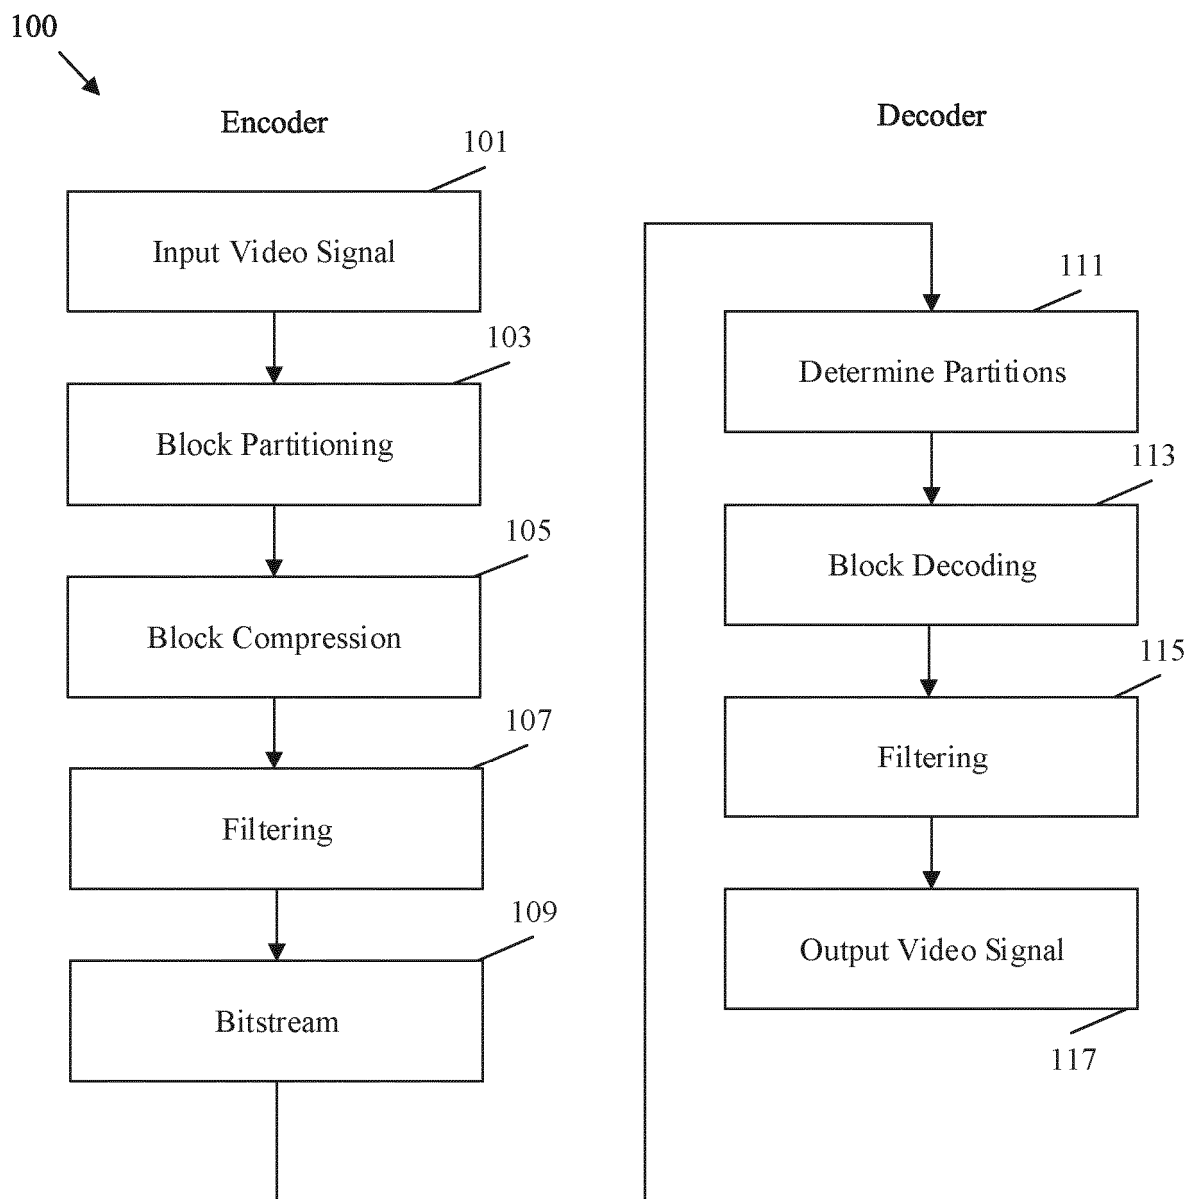 100
Encoder
101
Input Video Signal
103
Block Partitioning
105
Block Compression
107
Filtering
109
Bitstream
Decoder
111
Determine Partitions
113
Block Decoding
115
Filtering
Output Video Signal
117